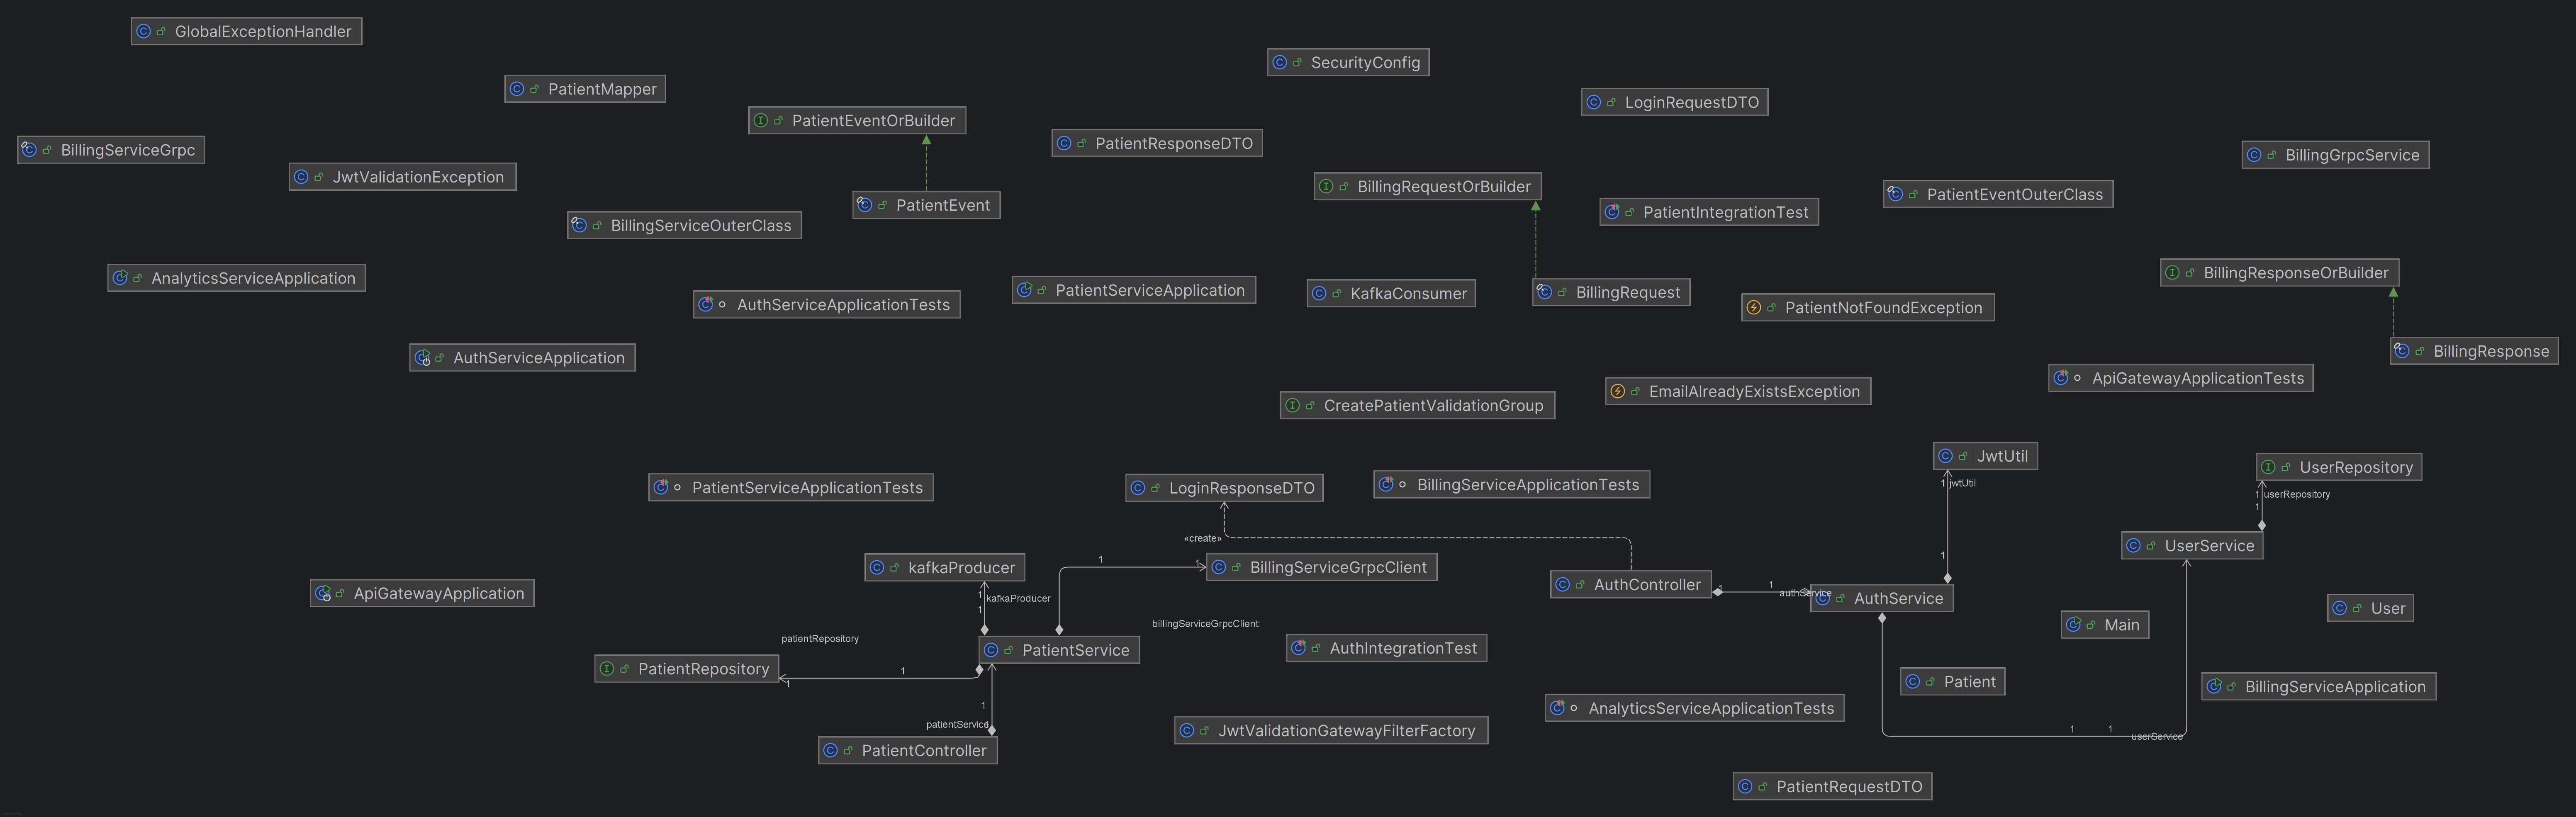 GlobalExceptionHandler
SecurityConfig
PatientMapper
LoginRequestDTO
PatientEventOrBuilder
PatientResponseDTO
BillingServiceGrpc
BillingGrpcService
JwtValidationException
BillingRequestOrBuilder
PatientEventOuterClass
PatientEvent
PatientIntegrationTest
BillingServiceOuterClass
BillingResponseOrBuilder
AnalyticsServiceApplication
PatientServiceApplication
KafkaConsumer
BillingRequest
AuthServiceApplicationTests
PatientNotFoundException
BillingResponse
AuthServiceApplication
ApiGatewayApplicationTests
EmailAlreadyExistsException
CreatePatientValidationGroup
JwtUtil
UserRepository
1 jwtUtil
PatientServiceApplicationTests
LoginResponseDTO
BillingServiceApplicationTests
1 userRepository
1
«create»
UserService
1
1
1
kafkaProducer
BillingServiceGrpcClient
AuthController
1
1
authService
AuthService
ApiGatewayApplication
1 kafkaProducer
1
User
billingServiceGrpcClient
Main
patientRepository
PatientService
AuthIntegrationTest
PatientRepository
1
1
Patient
BillingServiceApplication
1
AnalyticsServiceApplicationTests
patientService
1
JwtValidationGatewayFilterFactory
1
1
userService
PatientController
PatientRequestDTO